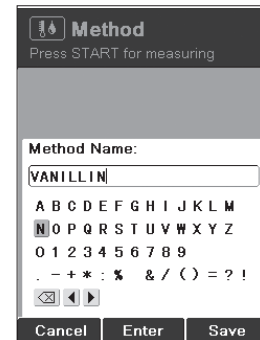 Method
Press START for measuring
Method Name:
VANILLIN
A B C D E F G H I J K L M
N O P Q R S T U V W X Y Z
0 1 2 3 4 5 6 7 8 9
. - + * : % & / ( ) = ? !
Cancel Enter Save